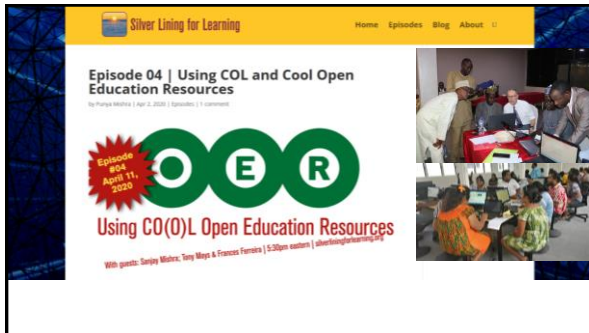 Silver Lining for Learning
Home Episodes Blog About
Episode 04 | Using COL and Cool Open
Education Resources
by Punya Mishra | Apr 2, 2020 | Episodes | 1 comment
Episode
#04
April 11,
2020
O E R
Using CO(O)L Open Education Resources
With guests: Sanjay Mishra; Tony Mays & Frances Ferreira | 5:30pm eastern | silverliningforlearning.org